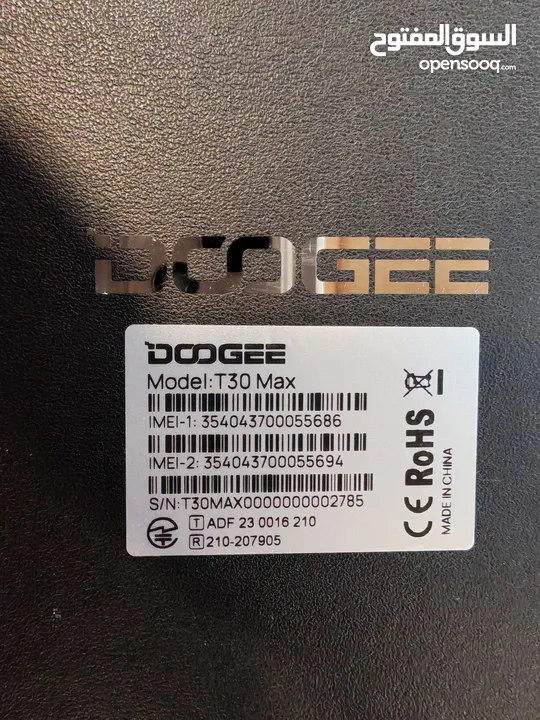 السوق المفتوح
opensooq.com
DOOGEE
DOOGEE
Model:T30 Max
IMEI-1: 354043700055686
IMEI-2: 354043700055694
S/N:T30MAX0000000002785
T ADF 23 0016 210
R 210-207905
CE RoHS
MADE IN CHINA